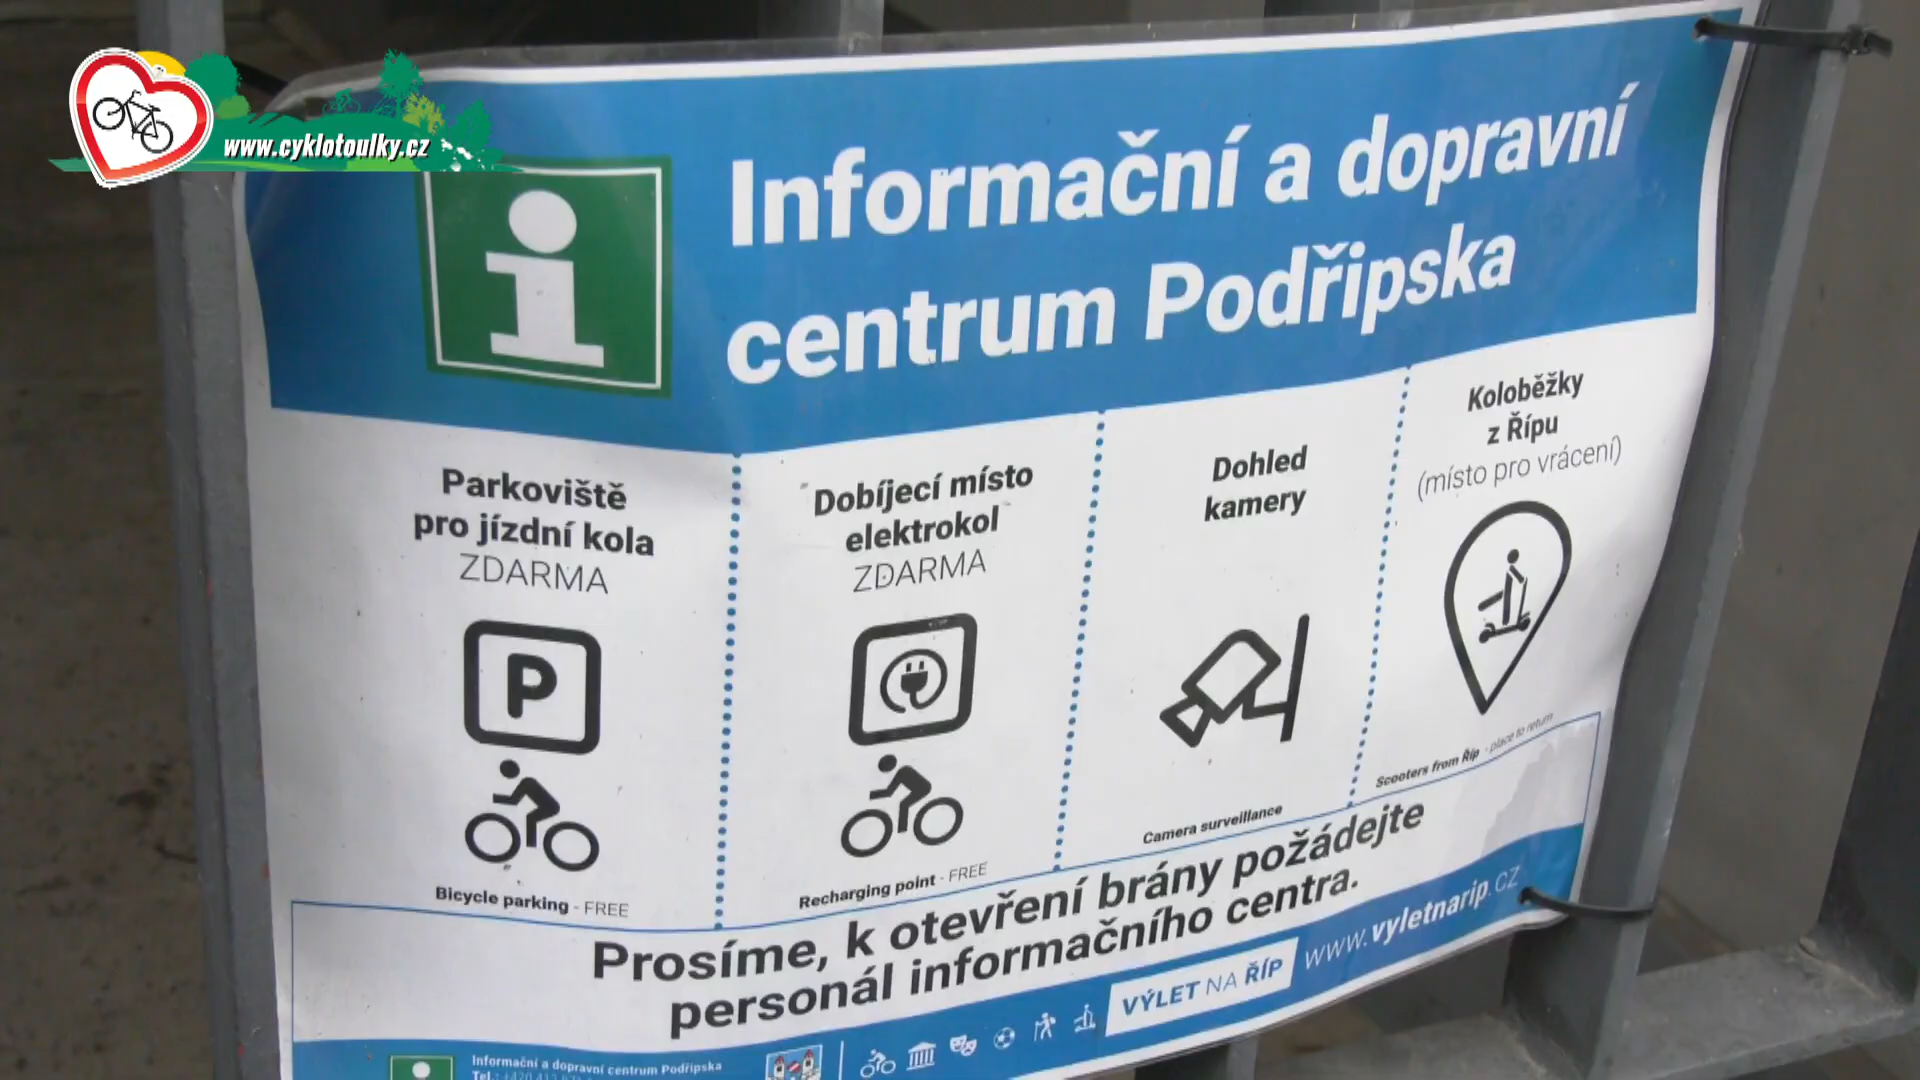 www.cyklotoulky.cz
Informační a dopravní
centrum Podřipska
Parkoviště
pro jízdní kola
ZDARMA
P
Bicycle parking - FREE
Dobíjecí místo
elektrokol
ZDARMA
Recharging point - FREE
Dohled
kamery
Camera surveillance
Koloběžky
z Řípu
(místo pro vrácení)
Scooters from Říp - place to return
Prosíme, k otevření brány požádejte
personál informačního centra.
VÝLET NA ŘÍP
www.vyletnarip.cz
Informační a dopravní centrum Podřipska
Tel.: